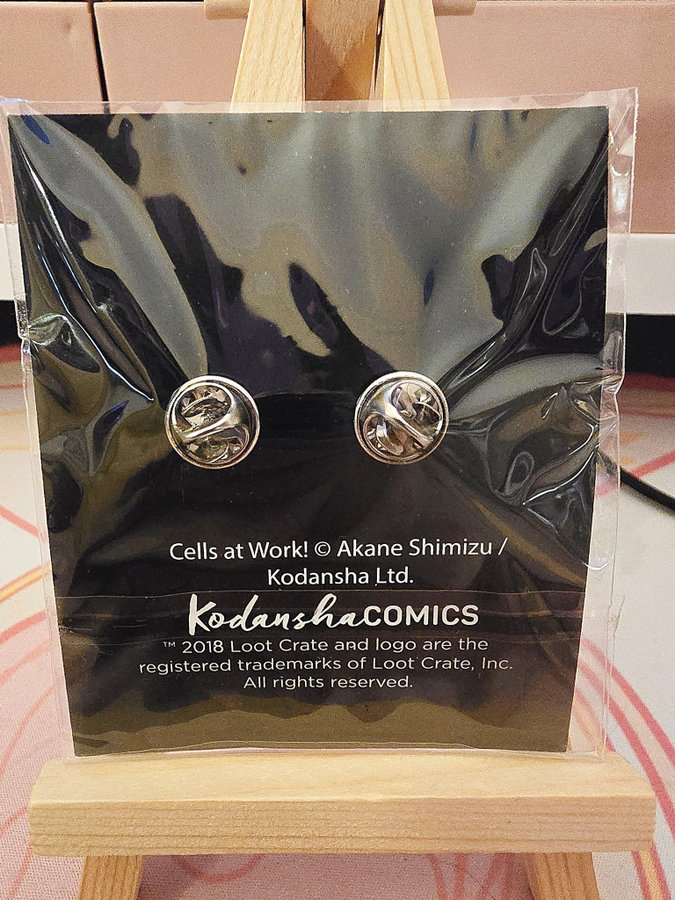 Cells at Work! © Akane Shimizu /
Kodansha Ltd.
KodanshaCOMICS
™ 2018 Loot Crate and logo are the
registered trademarks of Loot Crate, Inc.
All rights reserved.